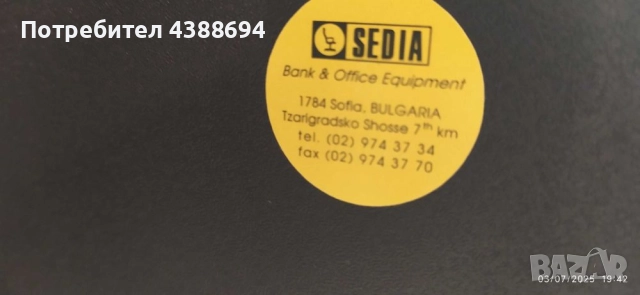 Потребител 4388694
SEDIA
Bank & Office Equipment
1784 Sofia, BULGARIA
Tzarigradsko Shosse 7th km
tel. (02) 974 37 34
fax (02) 974 37 70
BAZAR
03/07/2025 19:42